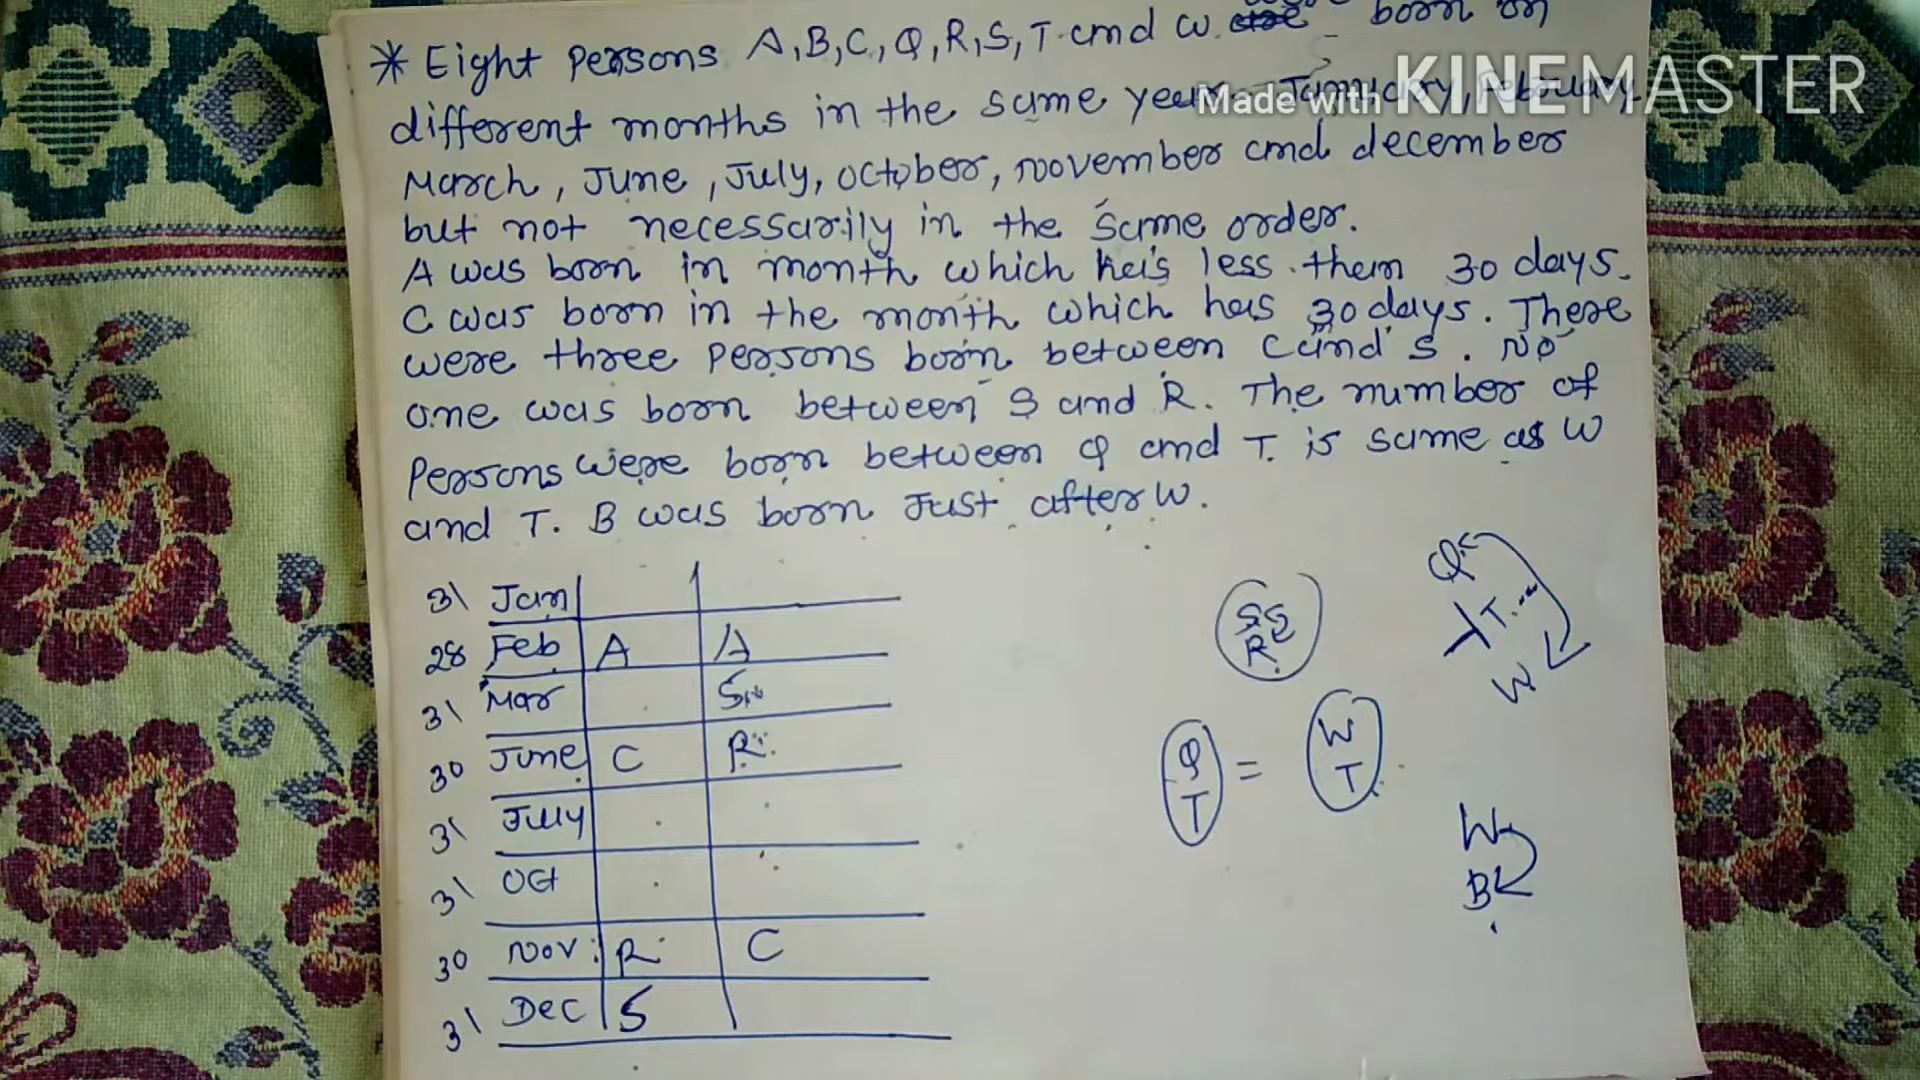 * Eight Persons A, B, C, Q, R, S, T and W. born on
different months in the same year January, February,
March, June, July, October, November and december
but not necessarily in the same order.
A was born in month which has less than 30 days.
C was born in the month which has 30 days. There
were three Persons born between C and S. No
one was born between S and R. The number of
Persons were born between Q and T. is same as W
and T. B was born Just after W.
Made with KINEMASTER
31 Jan
28 Feb A A
31 Mar S
30 June C R
31 July
31 Oct
30 Nov: R C
31 Dec S
S S
R
Q
T
=
W
T
Q
T
W
W
B